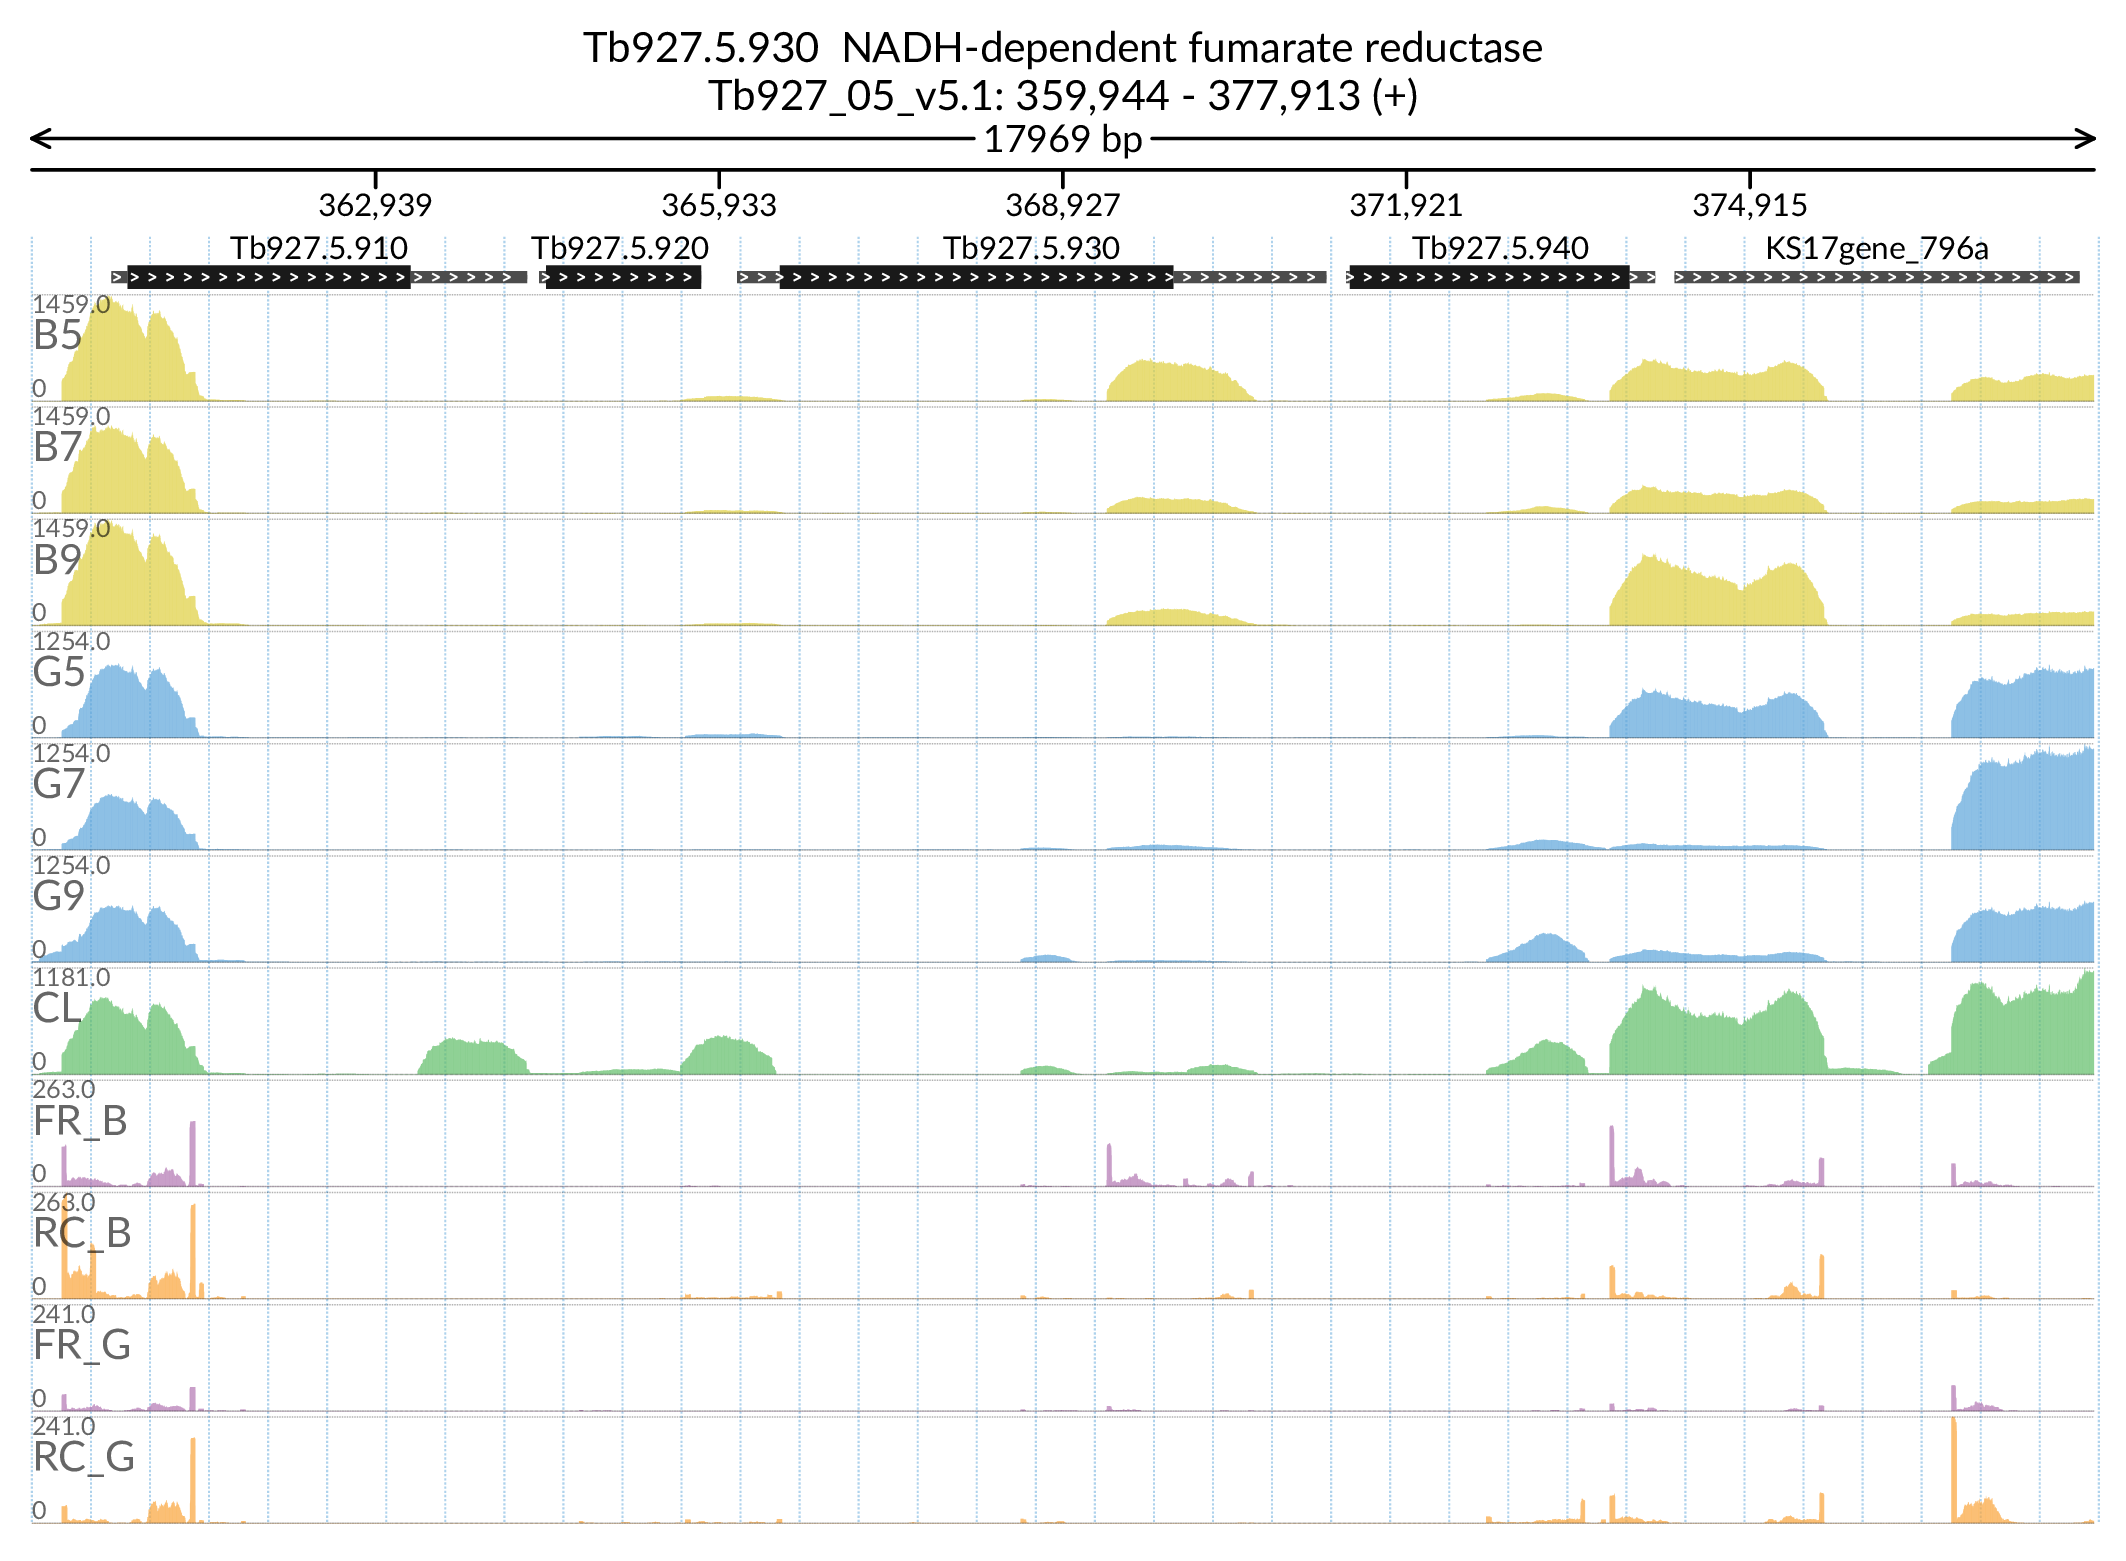 Tb927.5.930  NADH-dependent fumarate reductase
Tb927_05_v5.1: 359,944 - 377,913 (+)
17969 bp
362,939 365,933 368,927 371,921 374,915
Tb927.5.910 Tb927.5.920 Tb927.5.930 Tb927.5.940 KS17gene_796a
1459.0
B5
0
1459.0
B7
0
1459.0
B9
0
1254.0
G5
0
1254.0
G7
0
1254.0
G9
0
1181.0
CL
0
263.0
FR_B
0
263.0
RC_B
0
241.0
FR_G
0
241.0
RC_G
0